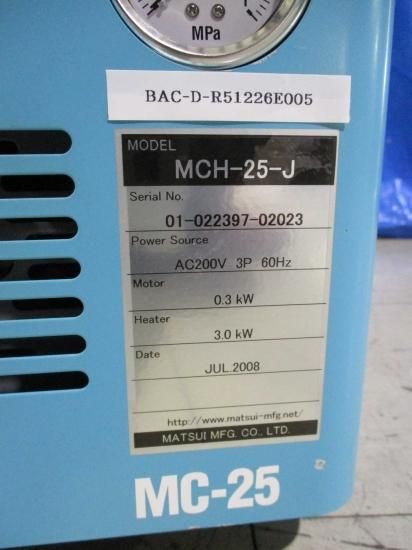 MPa
BAC-D-R51226E005
MODEL
MCH-25-J
Serial No.
01-022397-02023
Power Source
AC200V 3P 60Hz
Motor
0.3 kW
Heater
3.0 kW
Date
JUL.2008
http://www.matsui-mfg.net/
MATSUI MFG. CO., LTD.
MC-25